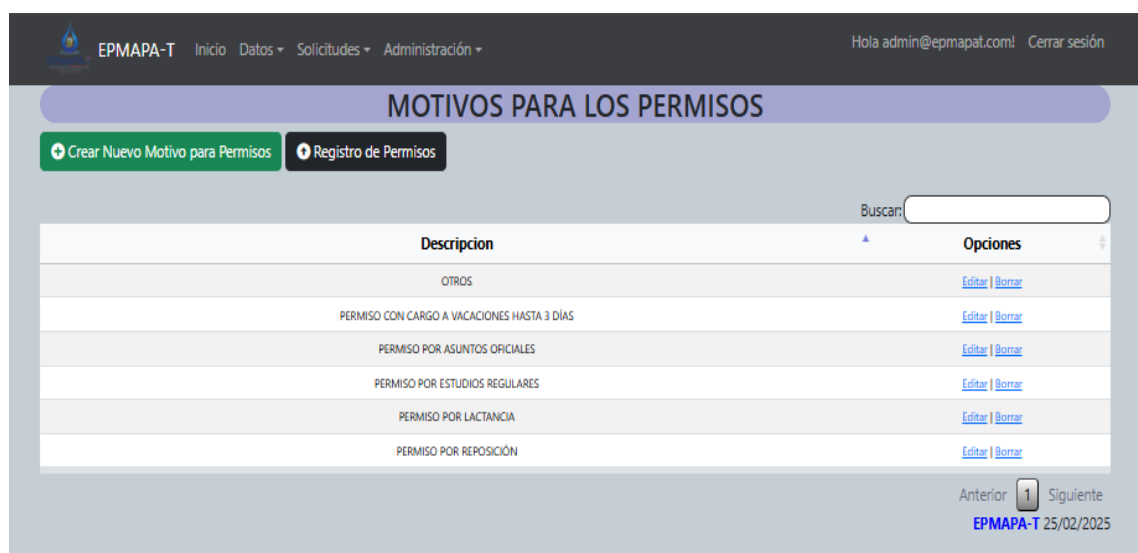 EPMAPA-T Inicio Datos Solicitudes Administración Hola admin@epmapat.com! Cerrar sesión
MOTIVOS PARA LOS PERMISOS
Crear Nuevo Motivo para Permisos Registro de Permisos
Buscar:
Descripcion Opciones
OTROS Editar | Borrar
PERMISO CON CARGO A VACACIONES HASTA 3 DÍAS Editar | Borrar
PERMISO POR ASUNTOS OFICIALES Editar | Borrar
PERMISO POR ESTUDIOS REGULARES Editar | Borrar
PERMISO POR LACTANCIA Editar | Borrar
PERMISO POR REPOSICIÓN Editar | Borrar
Anterior 1 Siguiente
EPMAPA-T 25/02/2025